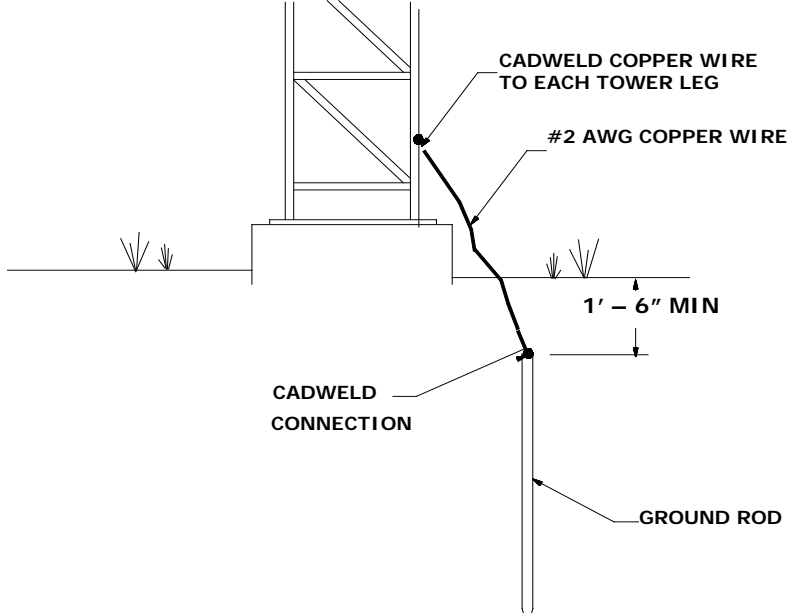 CADWELD COPPER WIRE
TO EACH TOWER LEG
#2 AWG COPPER WIRE
1’ – 6” MIN
CADWELD
CONNECTION
GROUND ROD